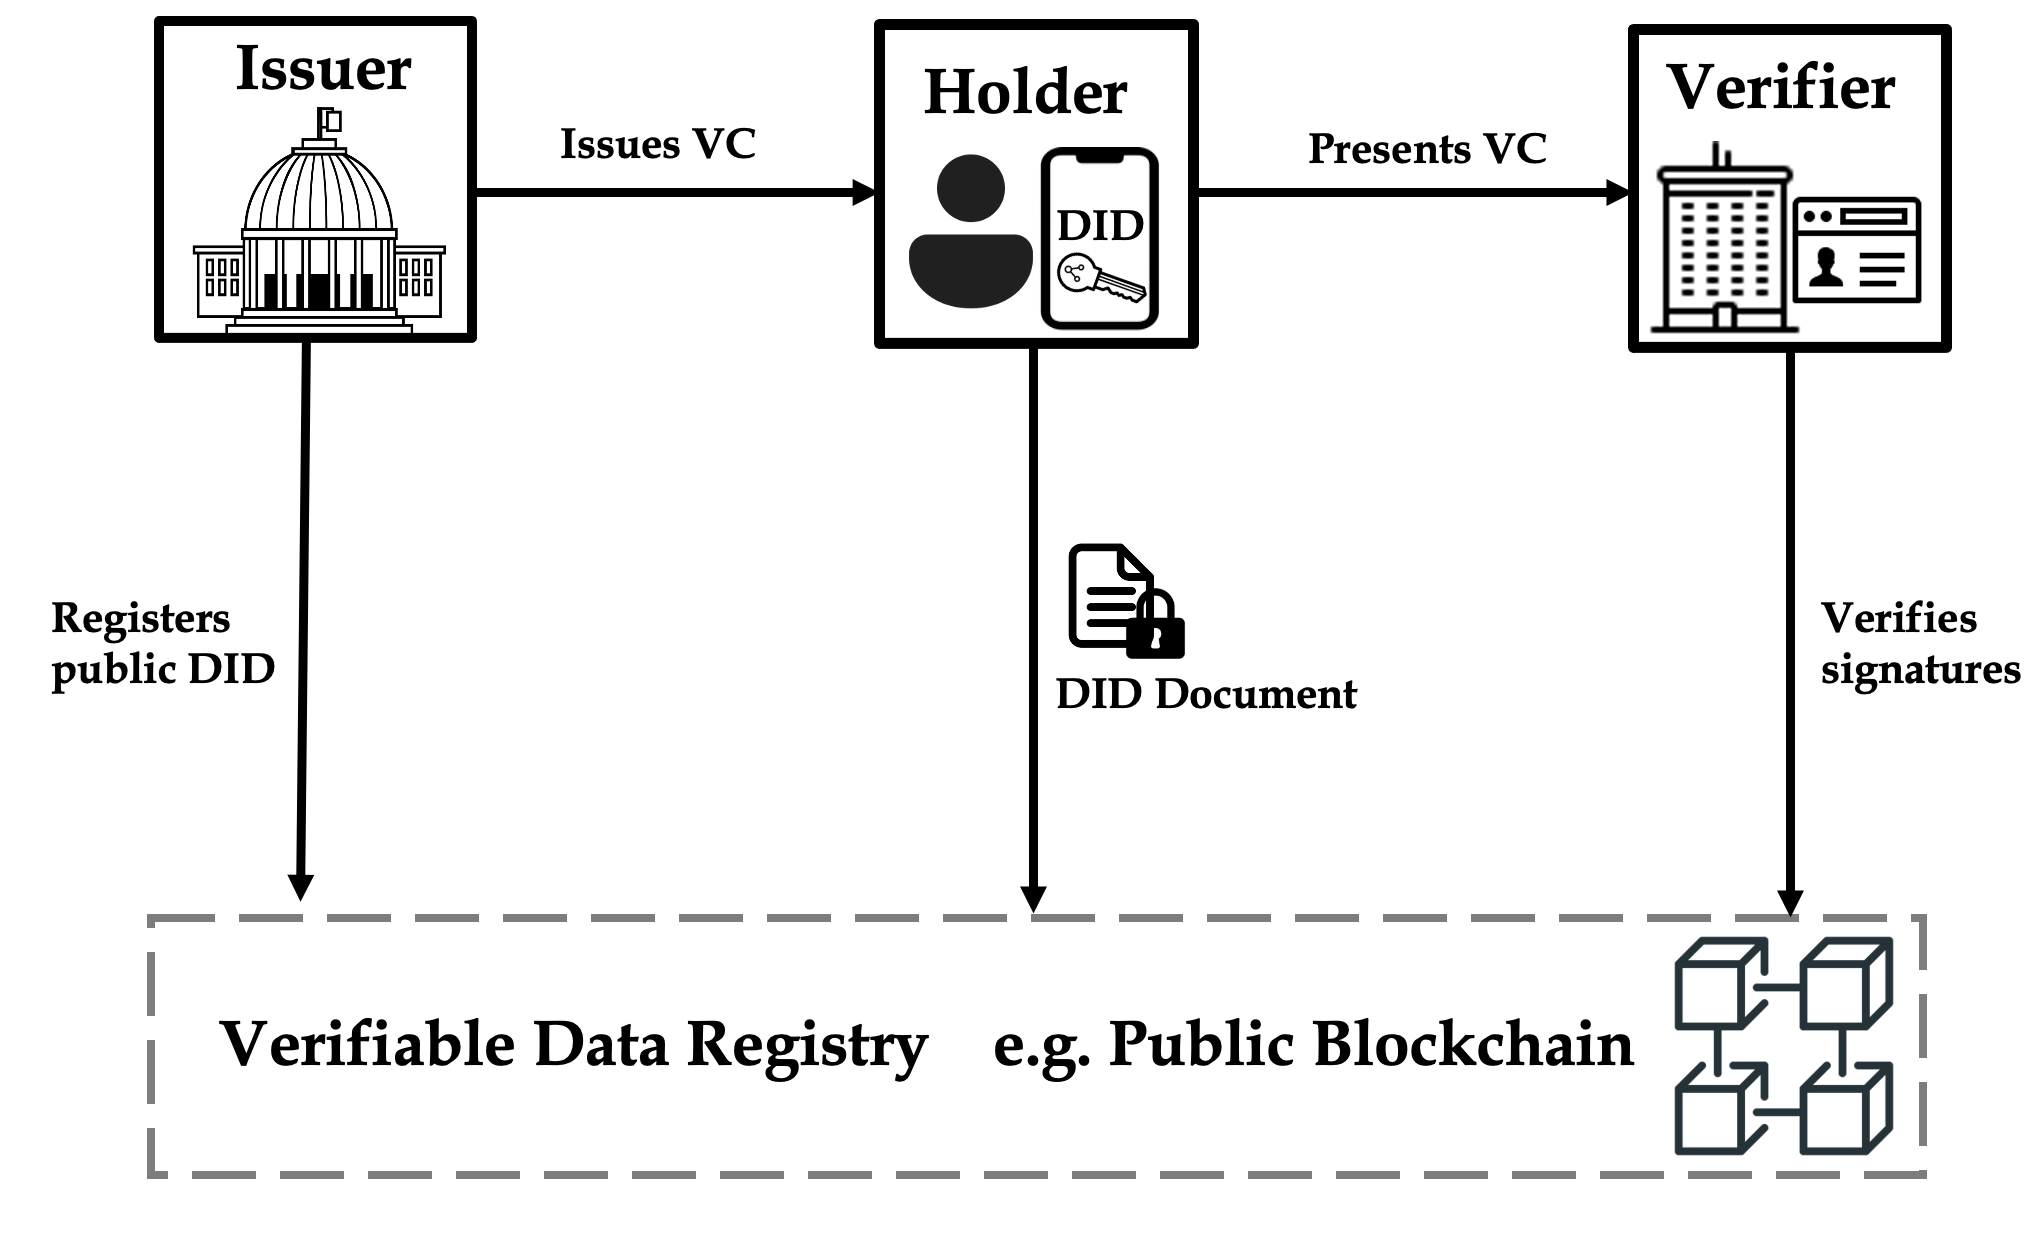 Issuer
Holder
Verifier
Issues VC
Presents VC
DID
Registers
public DID
DID Document
Verifies
signatures
Verifiable Data Registry e.g. Public Blockchain